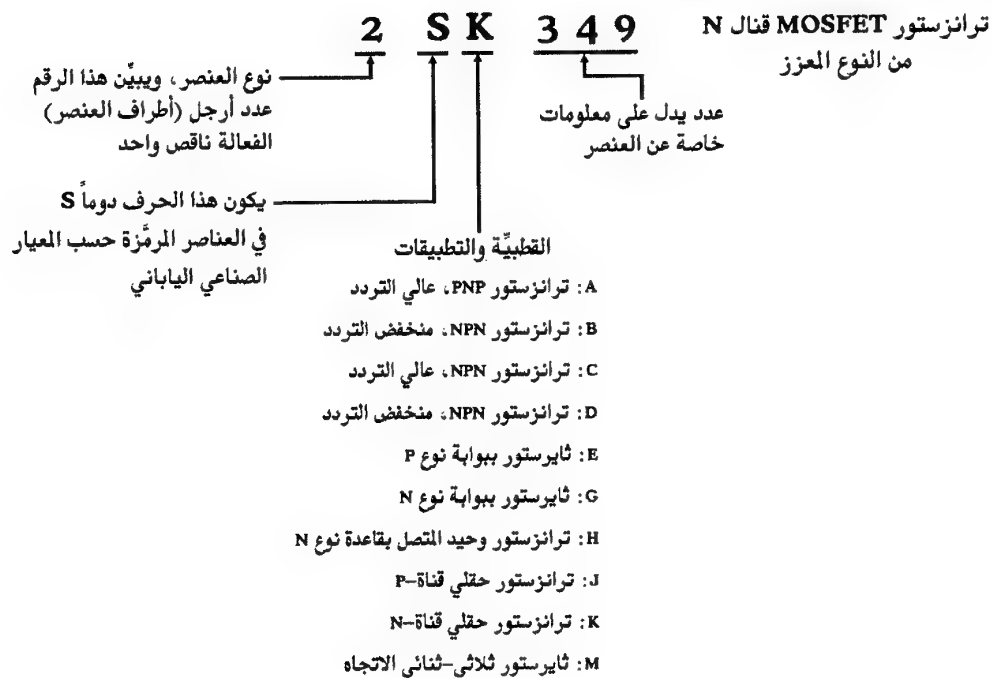 2 S K 3 4 9
ترانزستور MOSFET قنال N
من النوع المعزز
نوع العنصر، ويبيِّن هذا الرقم
عدد أرجل (أطراف العنصر)
الفعالة ناقص واحد
عدد يدل على معلومات
خاصة عن العنصر
يكون هذا الحرف دوماً S
في العناصر المرمَّزة حسب المعيار
الصناعي الياباني
القطبيِّة والتطبيقات
A: ترانزستور PNP، عالي التردد
B: ترانزستور NPN، منخفض التردد
C: ترانزستور NPN، عالي التردد
D: ترانزستور NPN، منخفض التردد
E: ثايرستور ببوابة نوع P
G: ثايرستور ببوابة نوع N
H: ترانزستور وحيد المتصل بقاعدة نوع N
J: ترانزستور حقلي قناة-P
K: ترانزستور حقلي قناة-N
M: ثايرستور ثلاثي-ثنائي الاتجاه